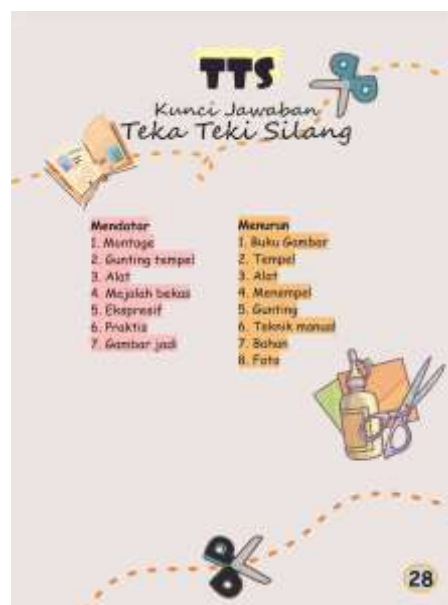 TTS
Kunci Jawaban
Teka Teki Silang
Mendatar
1. Montage
2. Gunting tempel
3. Alat
4. Majalah bekas
5. Ekspresif
6. Praktis
7. Gambar jadi
Menurun
1. Buku Gambar
2. Tempel
3. Alat
4. Menempel
5. Gunting
6. Teknik manual
7. Bahan
8. Foto
28